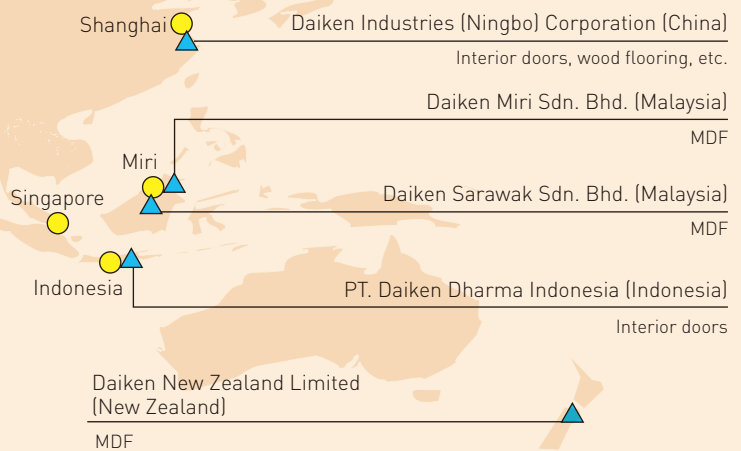 Shanghai
Daiken Industries (Ningbo) Corporation (China)
Interior doors, wood flooring, etc.
Daiken Miri Sdn. Bhd. (Malaysia)
MDF
Miri
Singapore
Daiken Sarawak Sdn. Bhd. (Malaysia)
MDF
Indonesia
PT. Daiken Dharma Indonesia (Indonesia)
Interior doors
Daiken New Zealand Limited
(New Zealand)
MDF